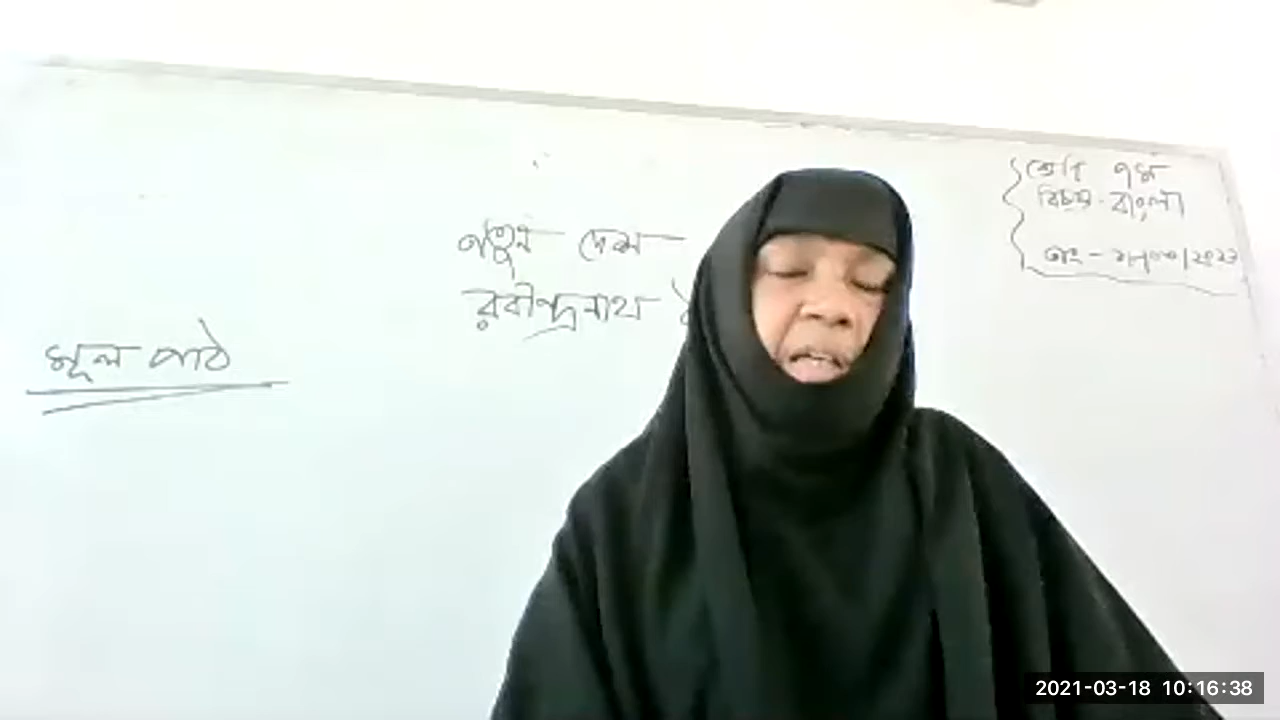 নতুন দেশ
রবীন্দ্রনাথ
মূল পাঠ
শ্রেণি ৭ম
বিষয় - বাংলা
তাং -
2021-03-18 10:16:38